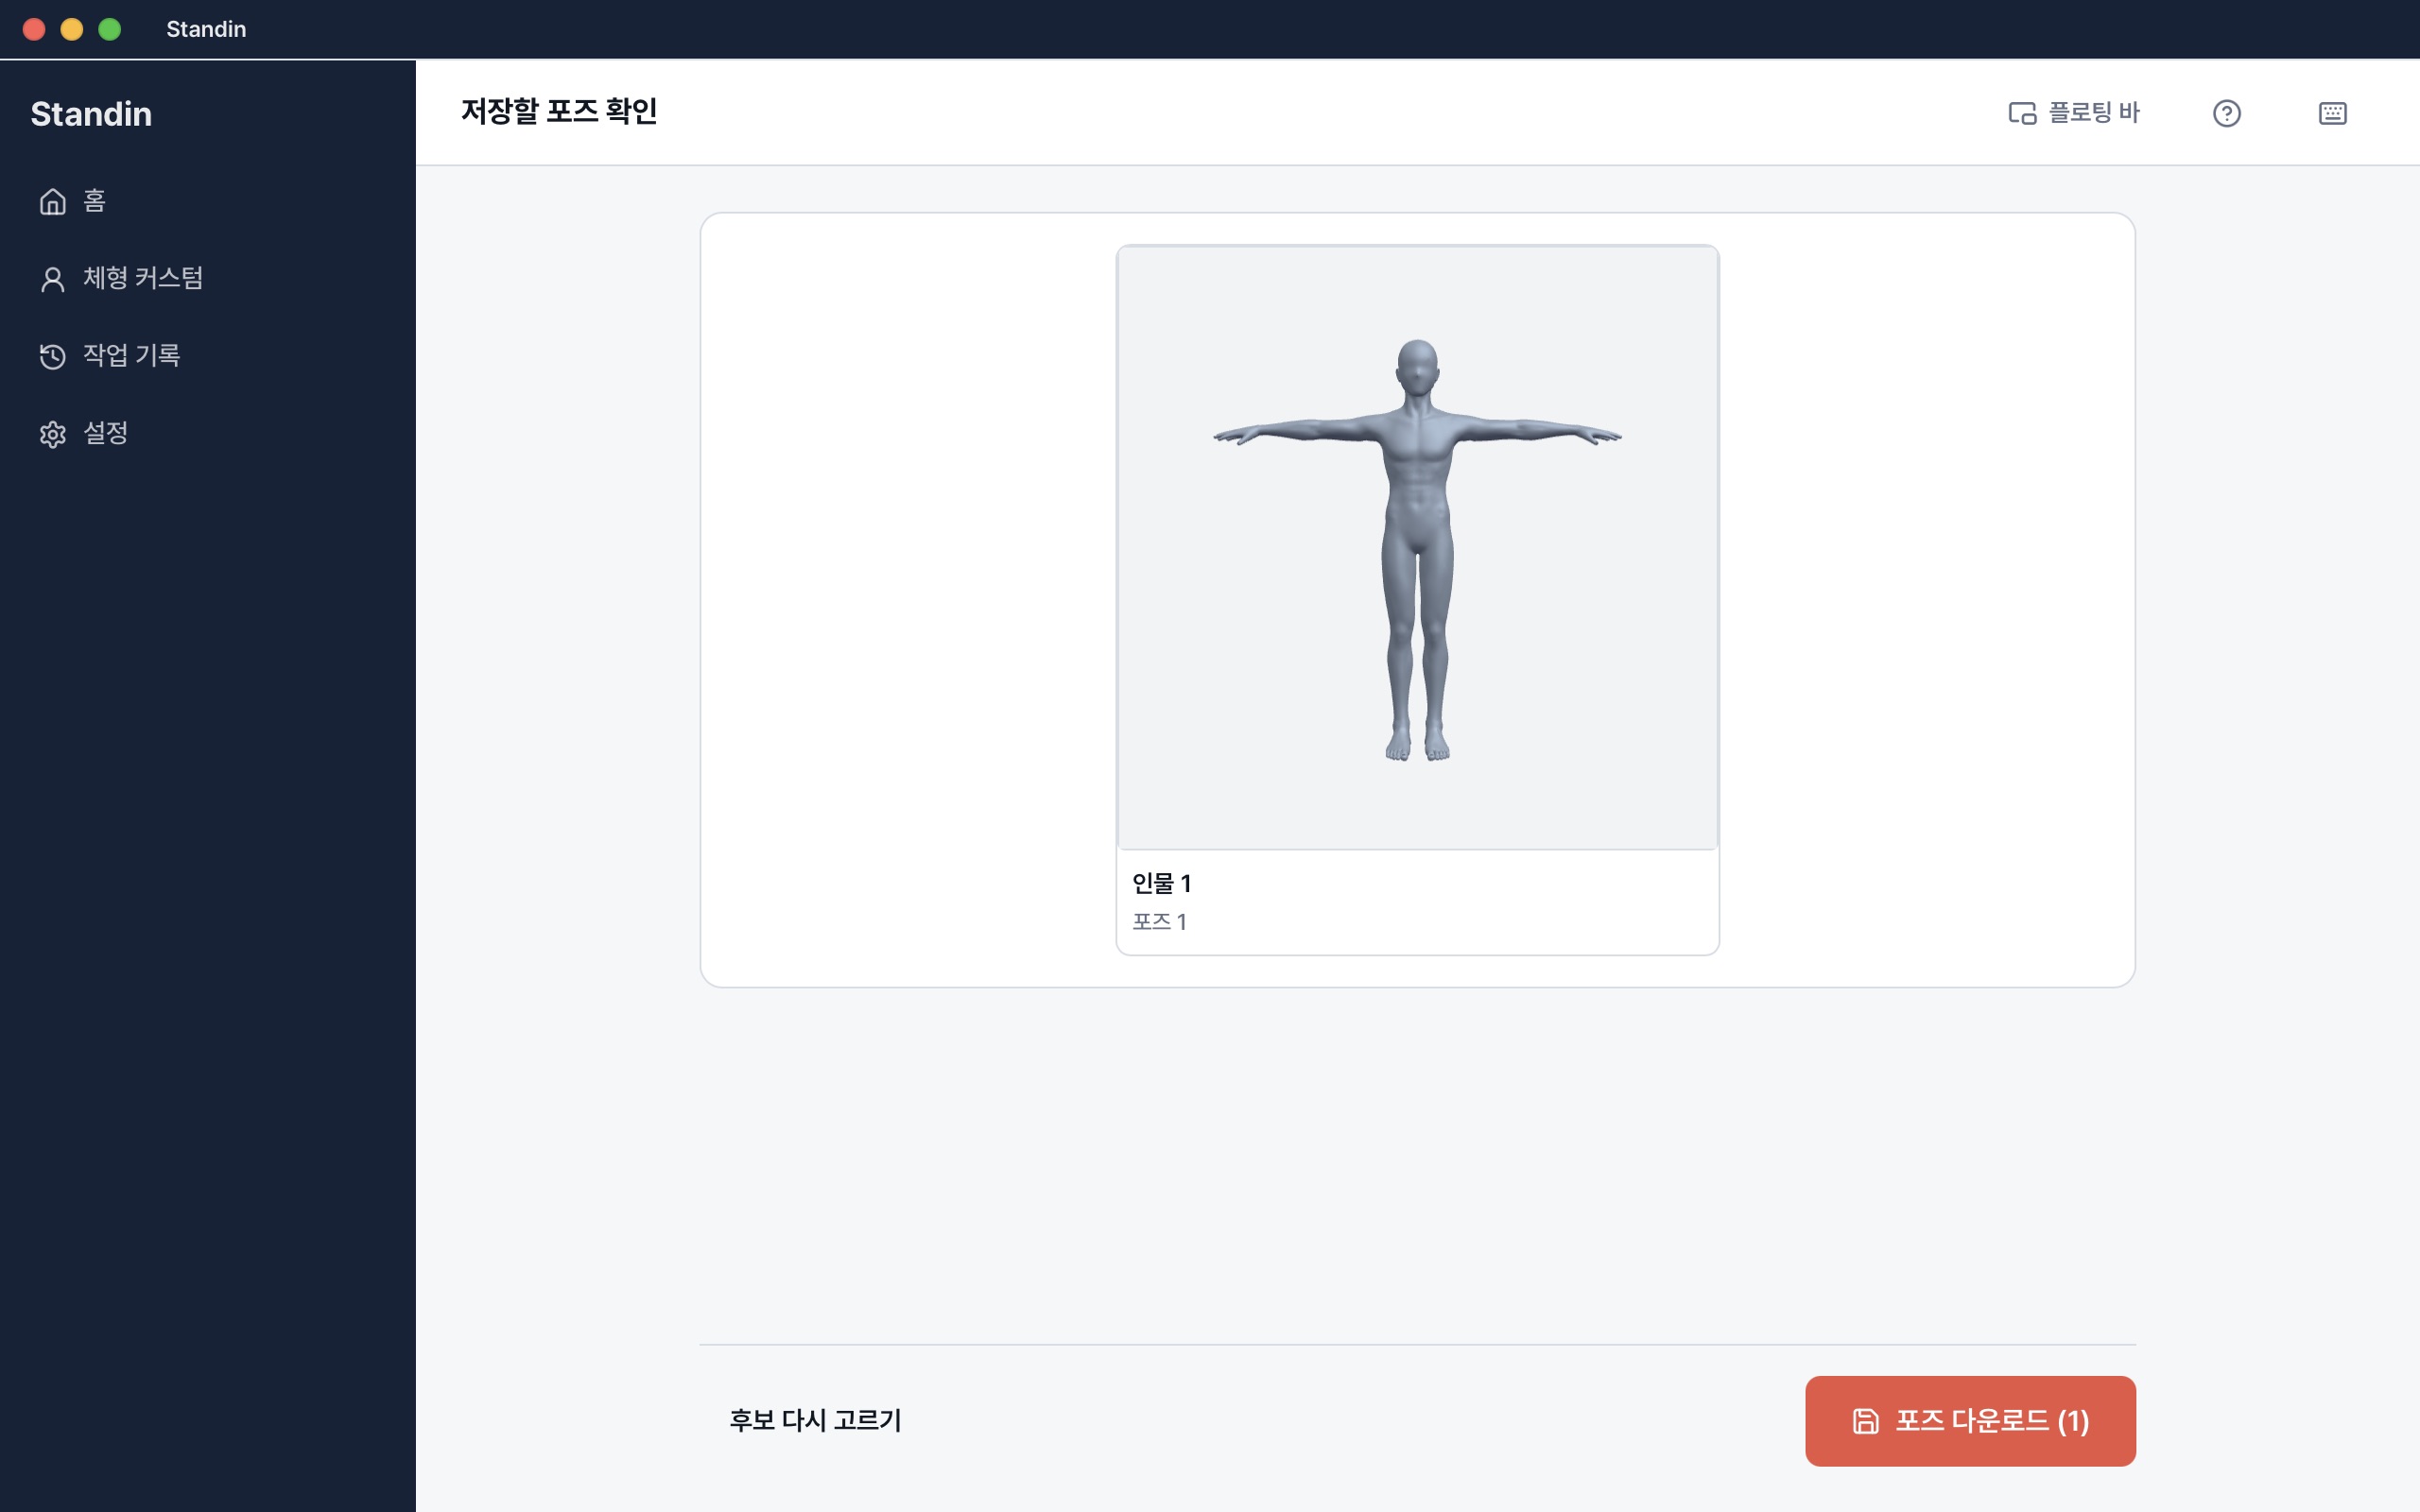 Standin
Standin
홈
체형 커스텀
작업 기록
설정
저장할 포즈 확인
플로팅 바
인물 1
포즈 1
후보 다시 고르기
포즈 다운로드 (1)